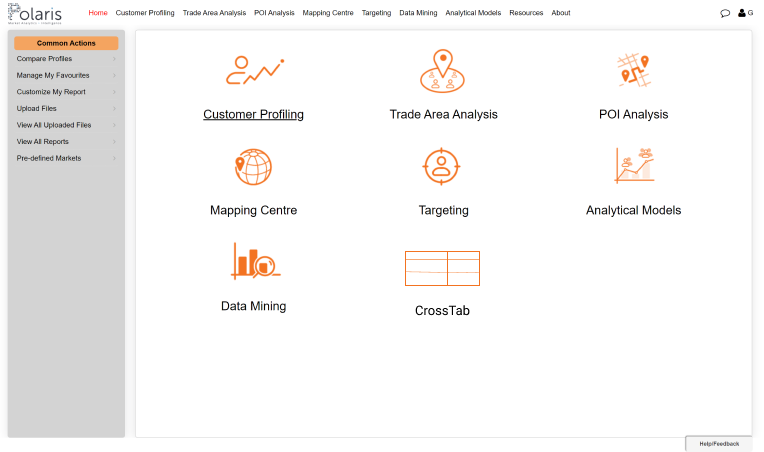 Polaris
Market Analytics + Intelligence
Home Customer Profiling Trade Area Analysis POI Analysis Mapping Centre Targeting Data Mining Analytical Models Resources About G
Common Actions
Compare Profiles
Manage My Favourites
Customize My Report
Upload Files
View All Uploaded Files
View All Reports
Pre-defined Markets
Customer Profiling Trade Area Analysis POI Analysis
Mapping Centre Targeting Analytical Models
Data Mining CrossTab
Help/Feedback